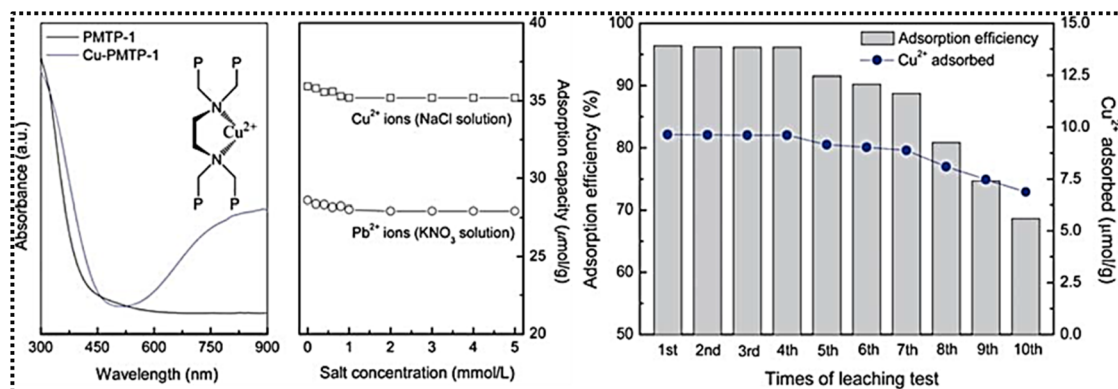 PMTP-1
Cu-PMTP-1
P P
N
Cu²⁺
N
P P
Absorbance (a.u.)
300 450 600 750 900
Wavelength (nm)
Cu²⁺ ions (NaCl solution)
Pb²⁺ ions (KNO₃ solution)
40
35
30
25
20
Adsorption capacity (μmol/g)
0 1 2 3 4 5
Salt concentration (mmol/L)
Adsorption efficiency
Cu²⁺ adsorbed
Adsorption efficiency (%)
100
90
80
70
60
50
15.0
12.5
10.0
7.5
5.0
2.5
0.0
Cu²⁺ adsorbed (μmol/g)
1st 2nd 3rd 4th 5th 6th 7th 8th 9th 10th
Times of leaching test